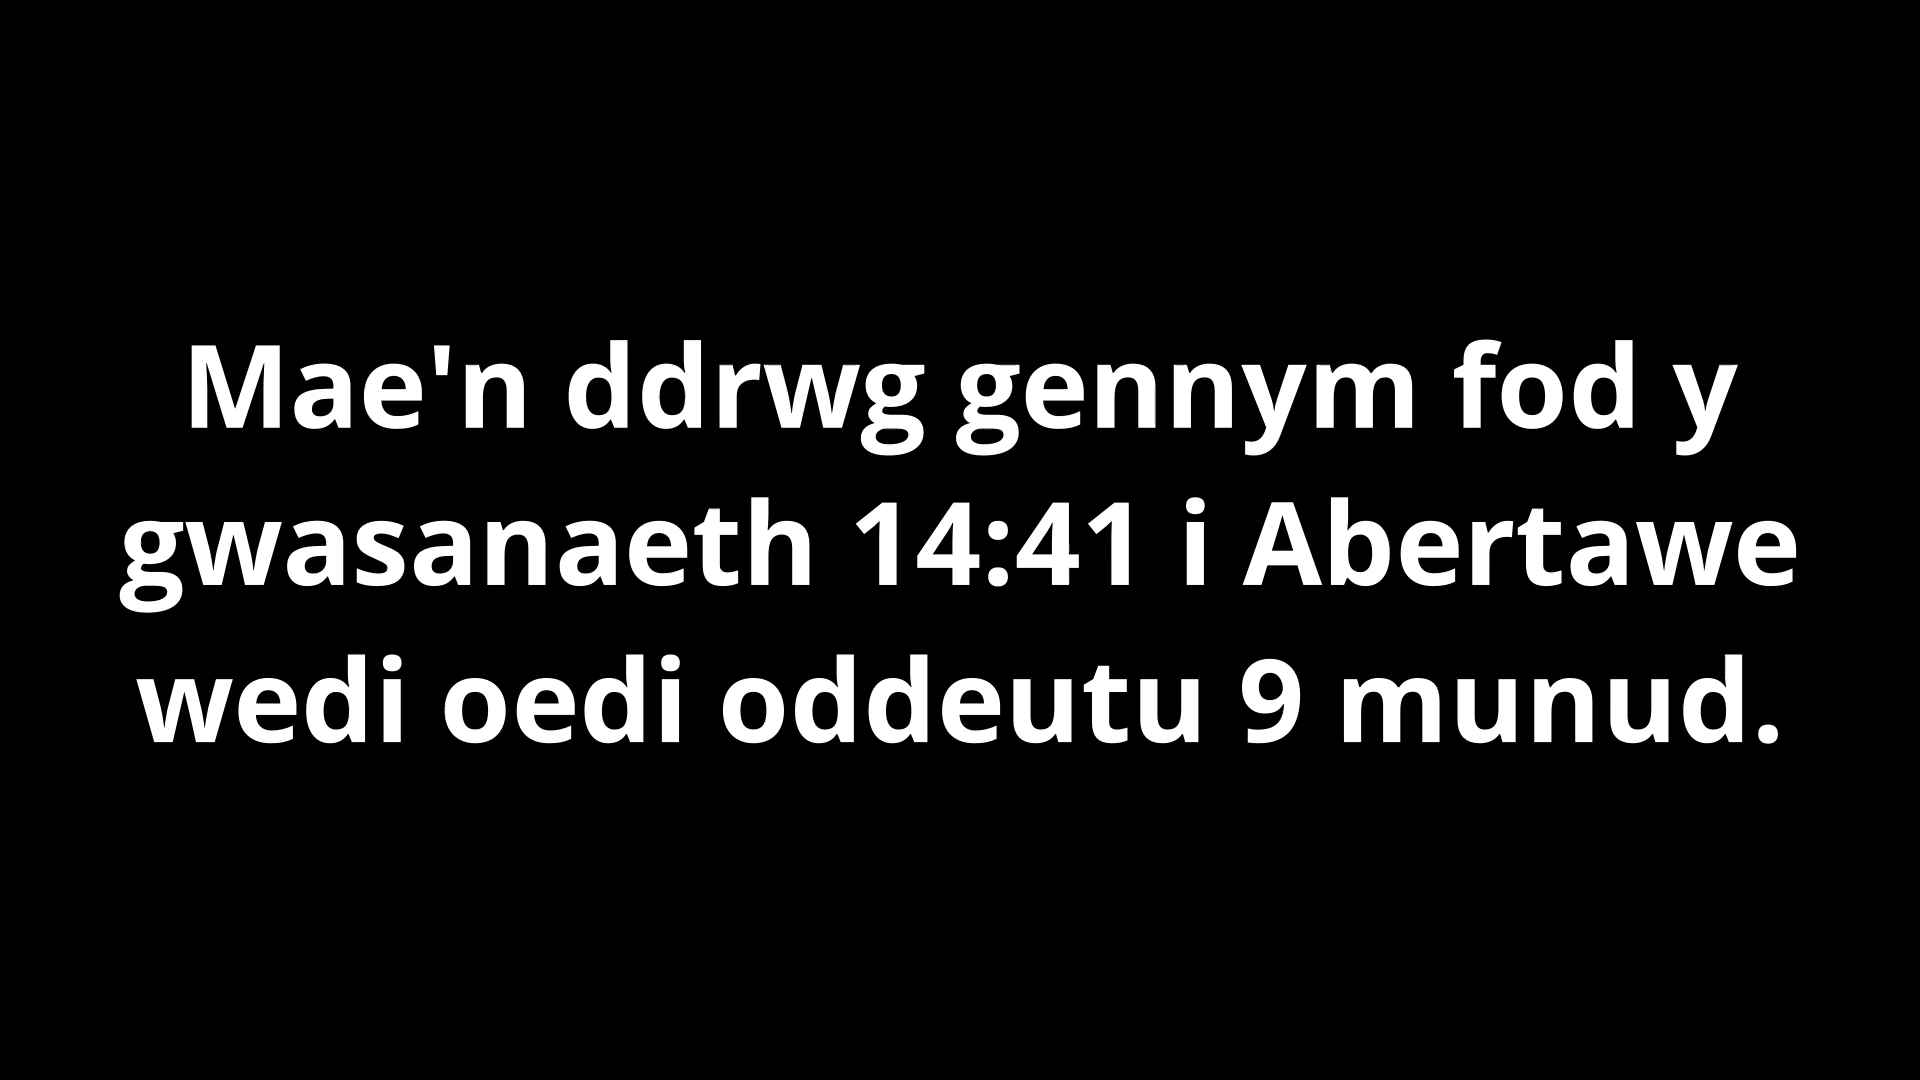 Mae'n ddrwg gennym fod y
gwasanaeth 14:41 i Abertawe
wedi oedi oddeutu 9 munud.